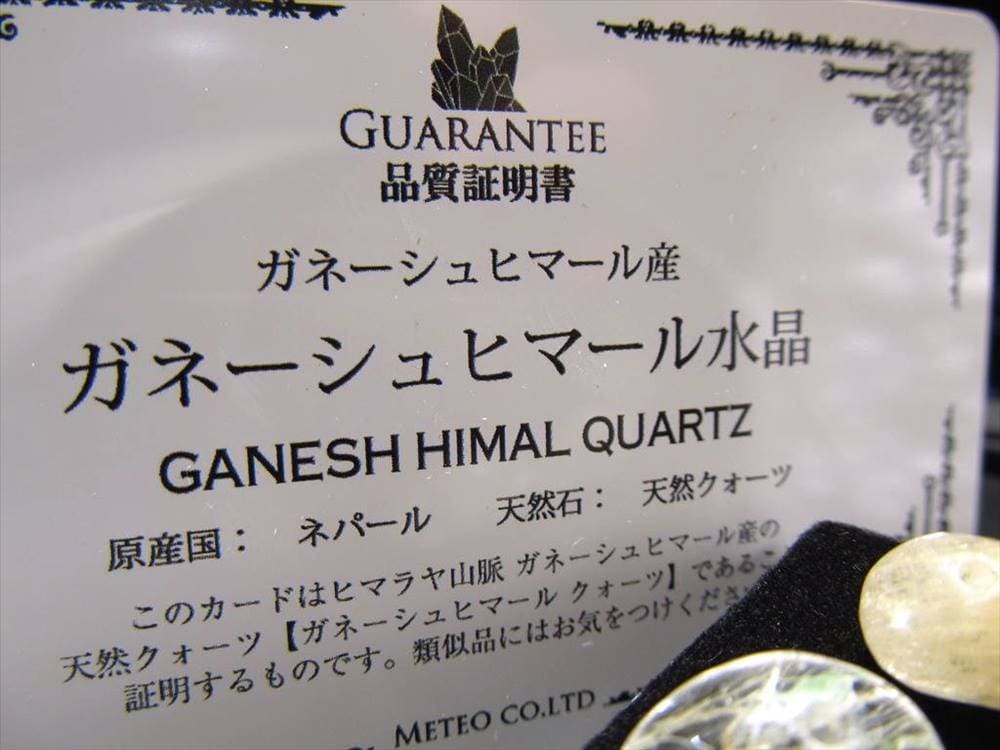 GUARANTEE
品質証明書
ガネーシュヒマール産
ガネーシュヒマール水晶
GANESH HIMAL QUARTZ
原産国： ネパール 天然石： 天然クォーツ
このカードはヒマラヤ山脈 ガネーシュヒマール産の
天然クォーツ【ガネーシュヒマール クォーツ】であるこ
証明するものです。類似品にはお気をつけくださ
METEO CO.LTD